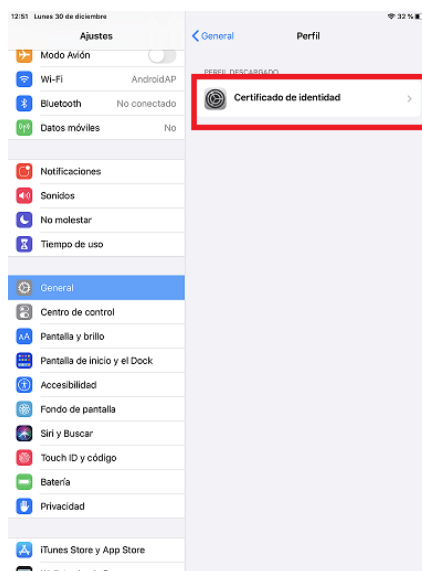 12:51 Lunes 30 de diciembre
32 %
Ajustes
General
Perfil
Modo Avión
Wi-Fi
AndroidAP
Bluetooth
No conectado
Datos móviles
No
Notificaciones
Sonidos
No molestar
Tiempo de uso
General
Centro de control
AA
Pantalla y brillo
Pantalla de inicio y el Dock
Accesibilidad
Fondo de pantalla
Siri y Buscar
Touch ID y código
Batería
Privacidad
iTunes Store y App Store
PERFIL DESCARGADO
Certificado de identidad